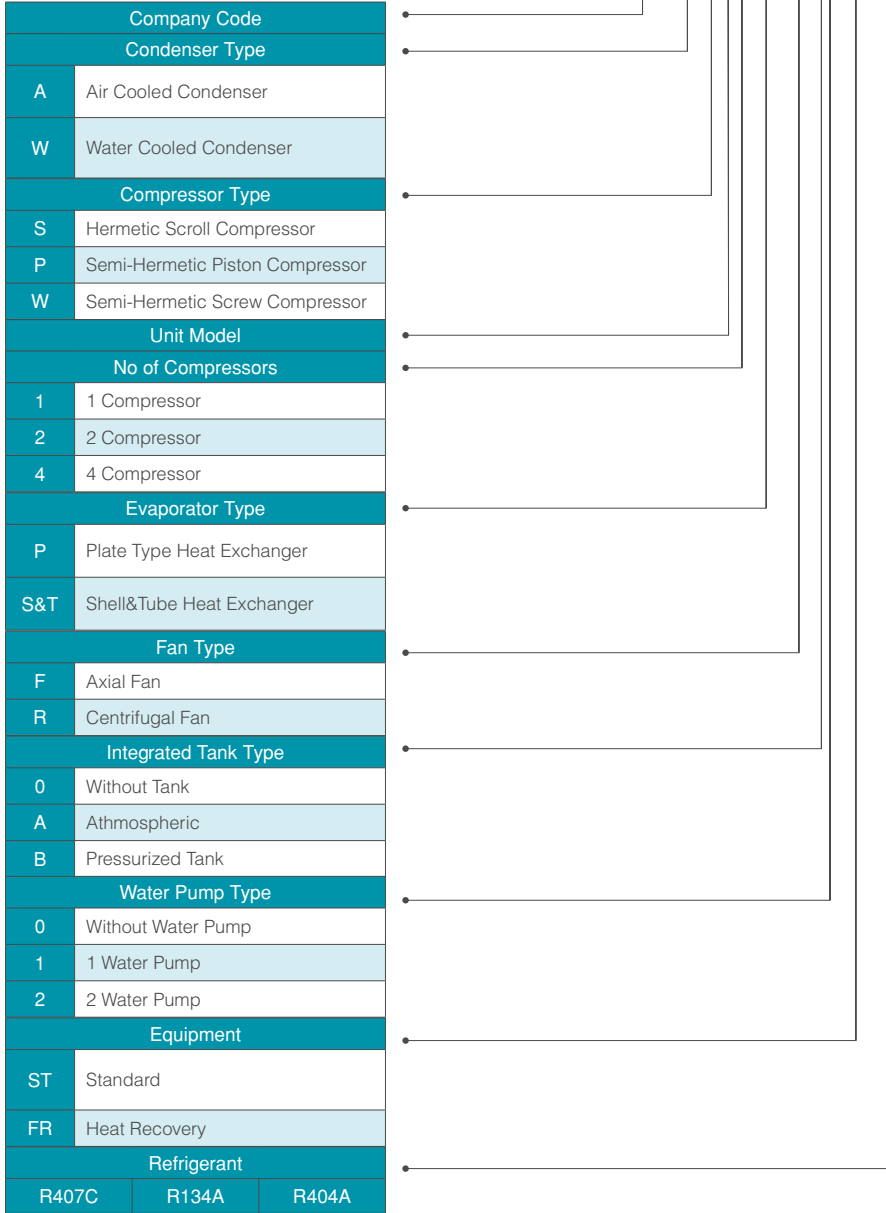 Company Code
Condenser Type
A Air Cooled Condenser
W Water Cooled Condenser
Compressor Type
S Hermetic Scroll Compressor
P Semi-Hermetic Piston Compressor
W Semi-Hermetic Screw Compressor
Unit Model
No of Compressors
1 1 Compressor
2 2 Compressor
4 4 Compressor
Evaporator Type
P Plate Type Heat Exchanger
S&T Shell&Tube Heat Exchanger
Fan Type
F Axial Fan
R Centrifugal Fan
Integrated Tank Type
0 Without Tank
A Athmospheric
B Pressurized Tank
Water Pump Type
0 Without Water Pump
1 1 Water Pump
2 2 Water Pump
Equipment
ST Standard
FR Heat Recovery
Refrigerant
R407C R134A R404A